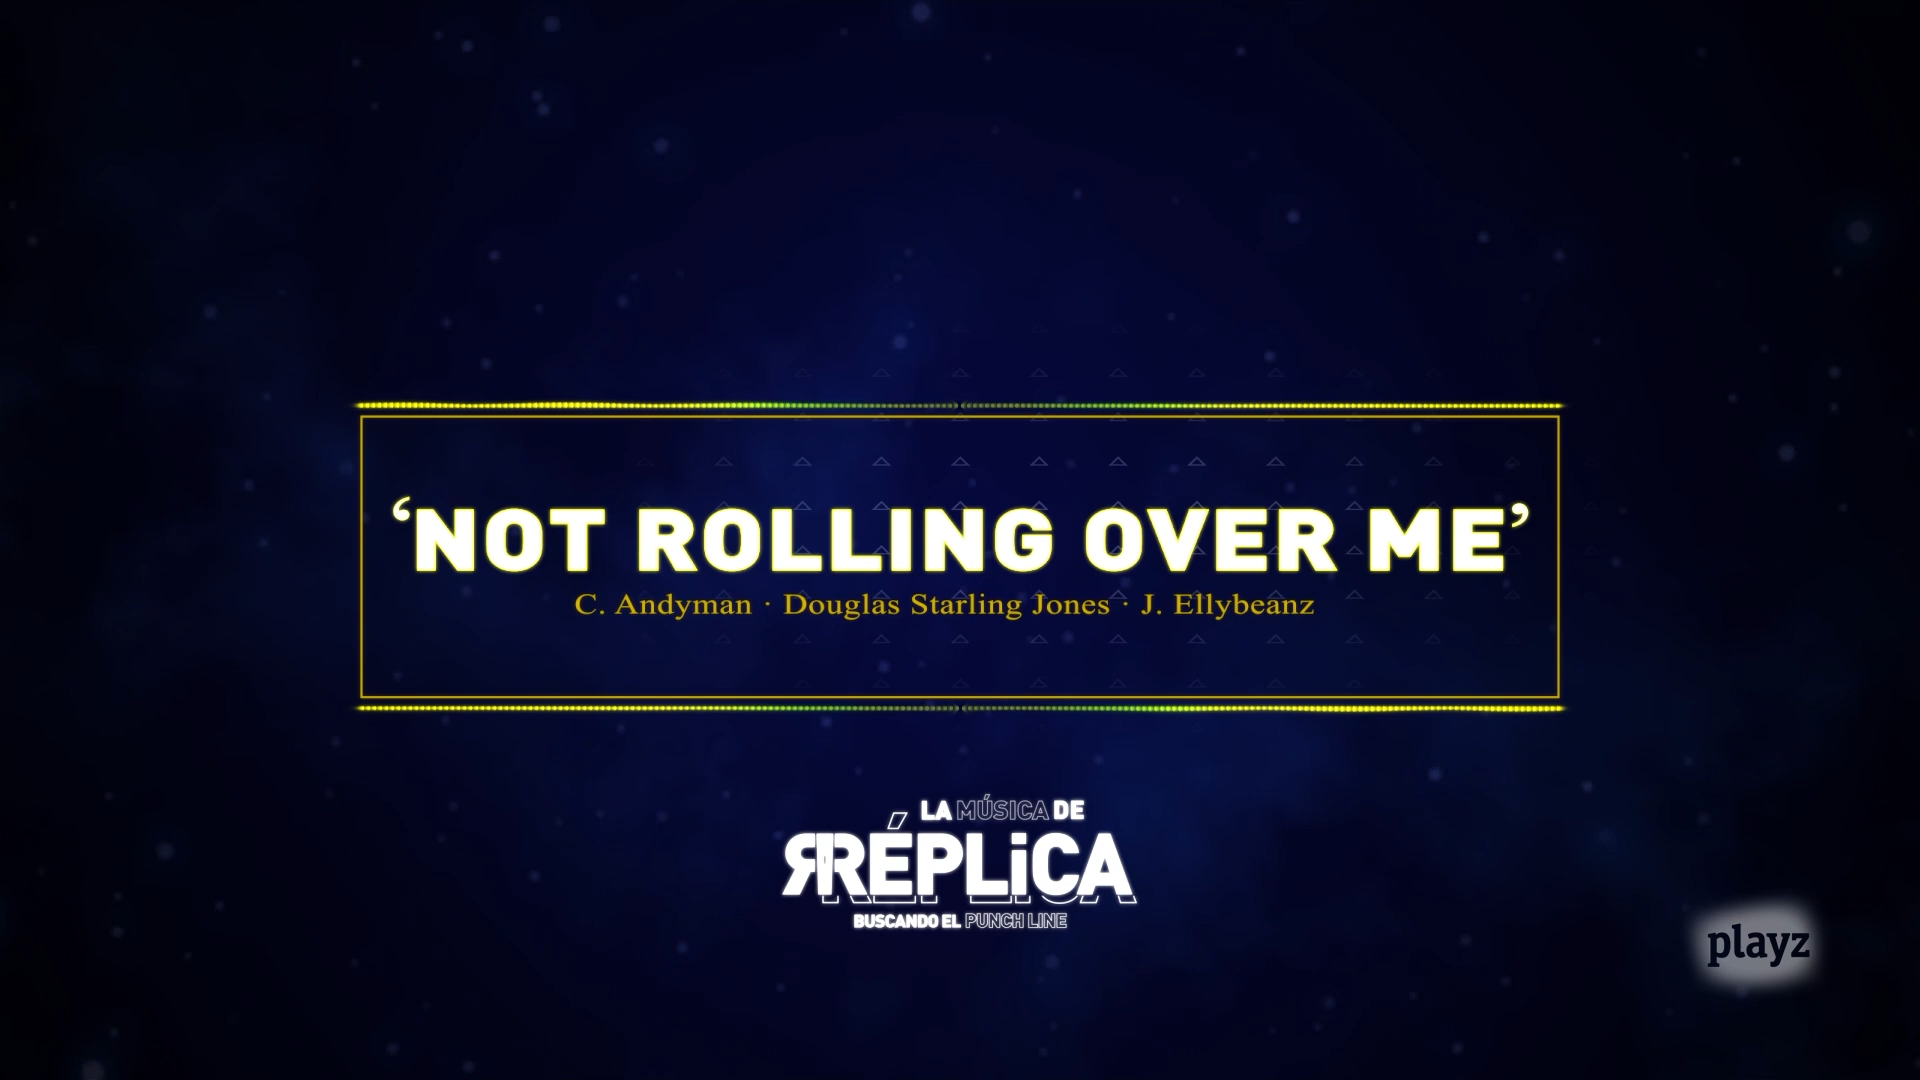 ‘NOT ROLLING OVER ME’
C. Andyman · Douglas Starling Jones · J. Ellybeanz
LA MÚSICA DE
RRÉPLiCA
BUSCANDO EL PUNCH LINE
playz